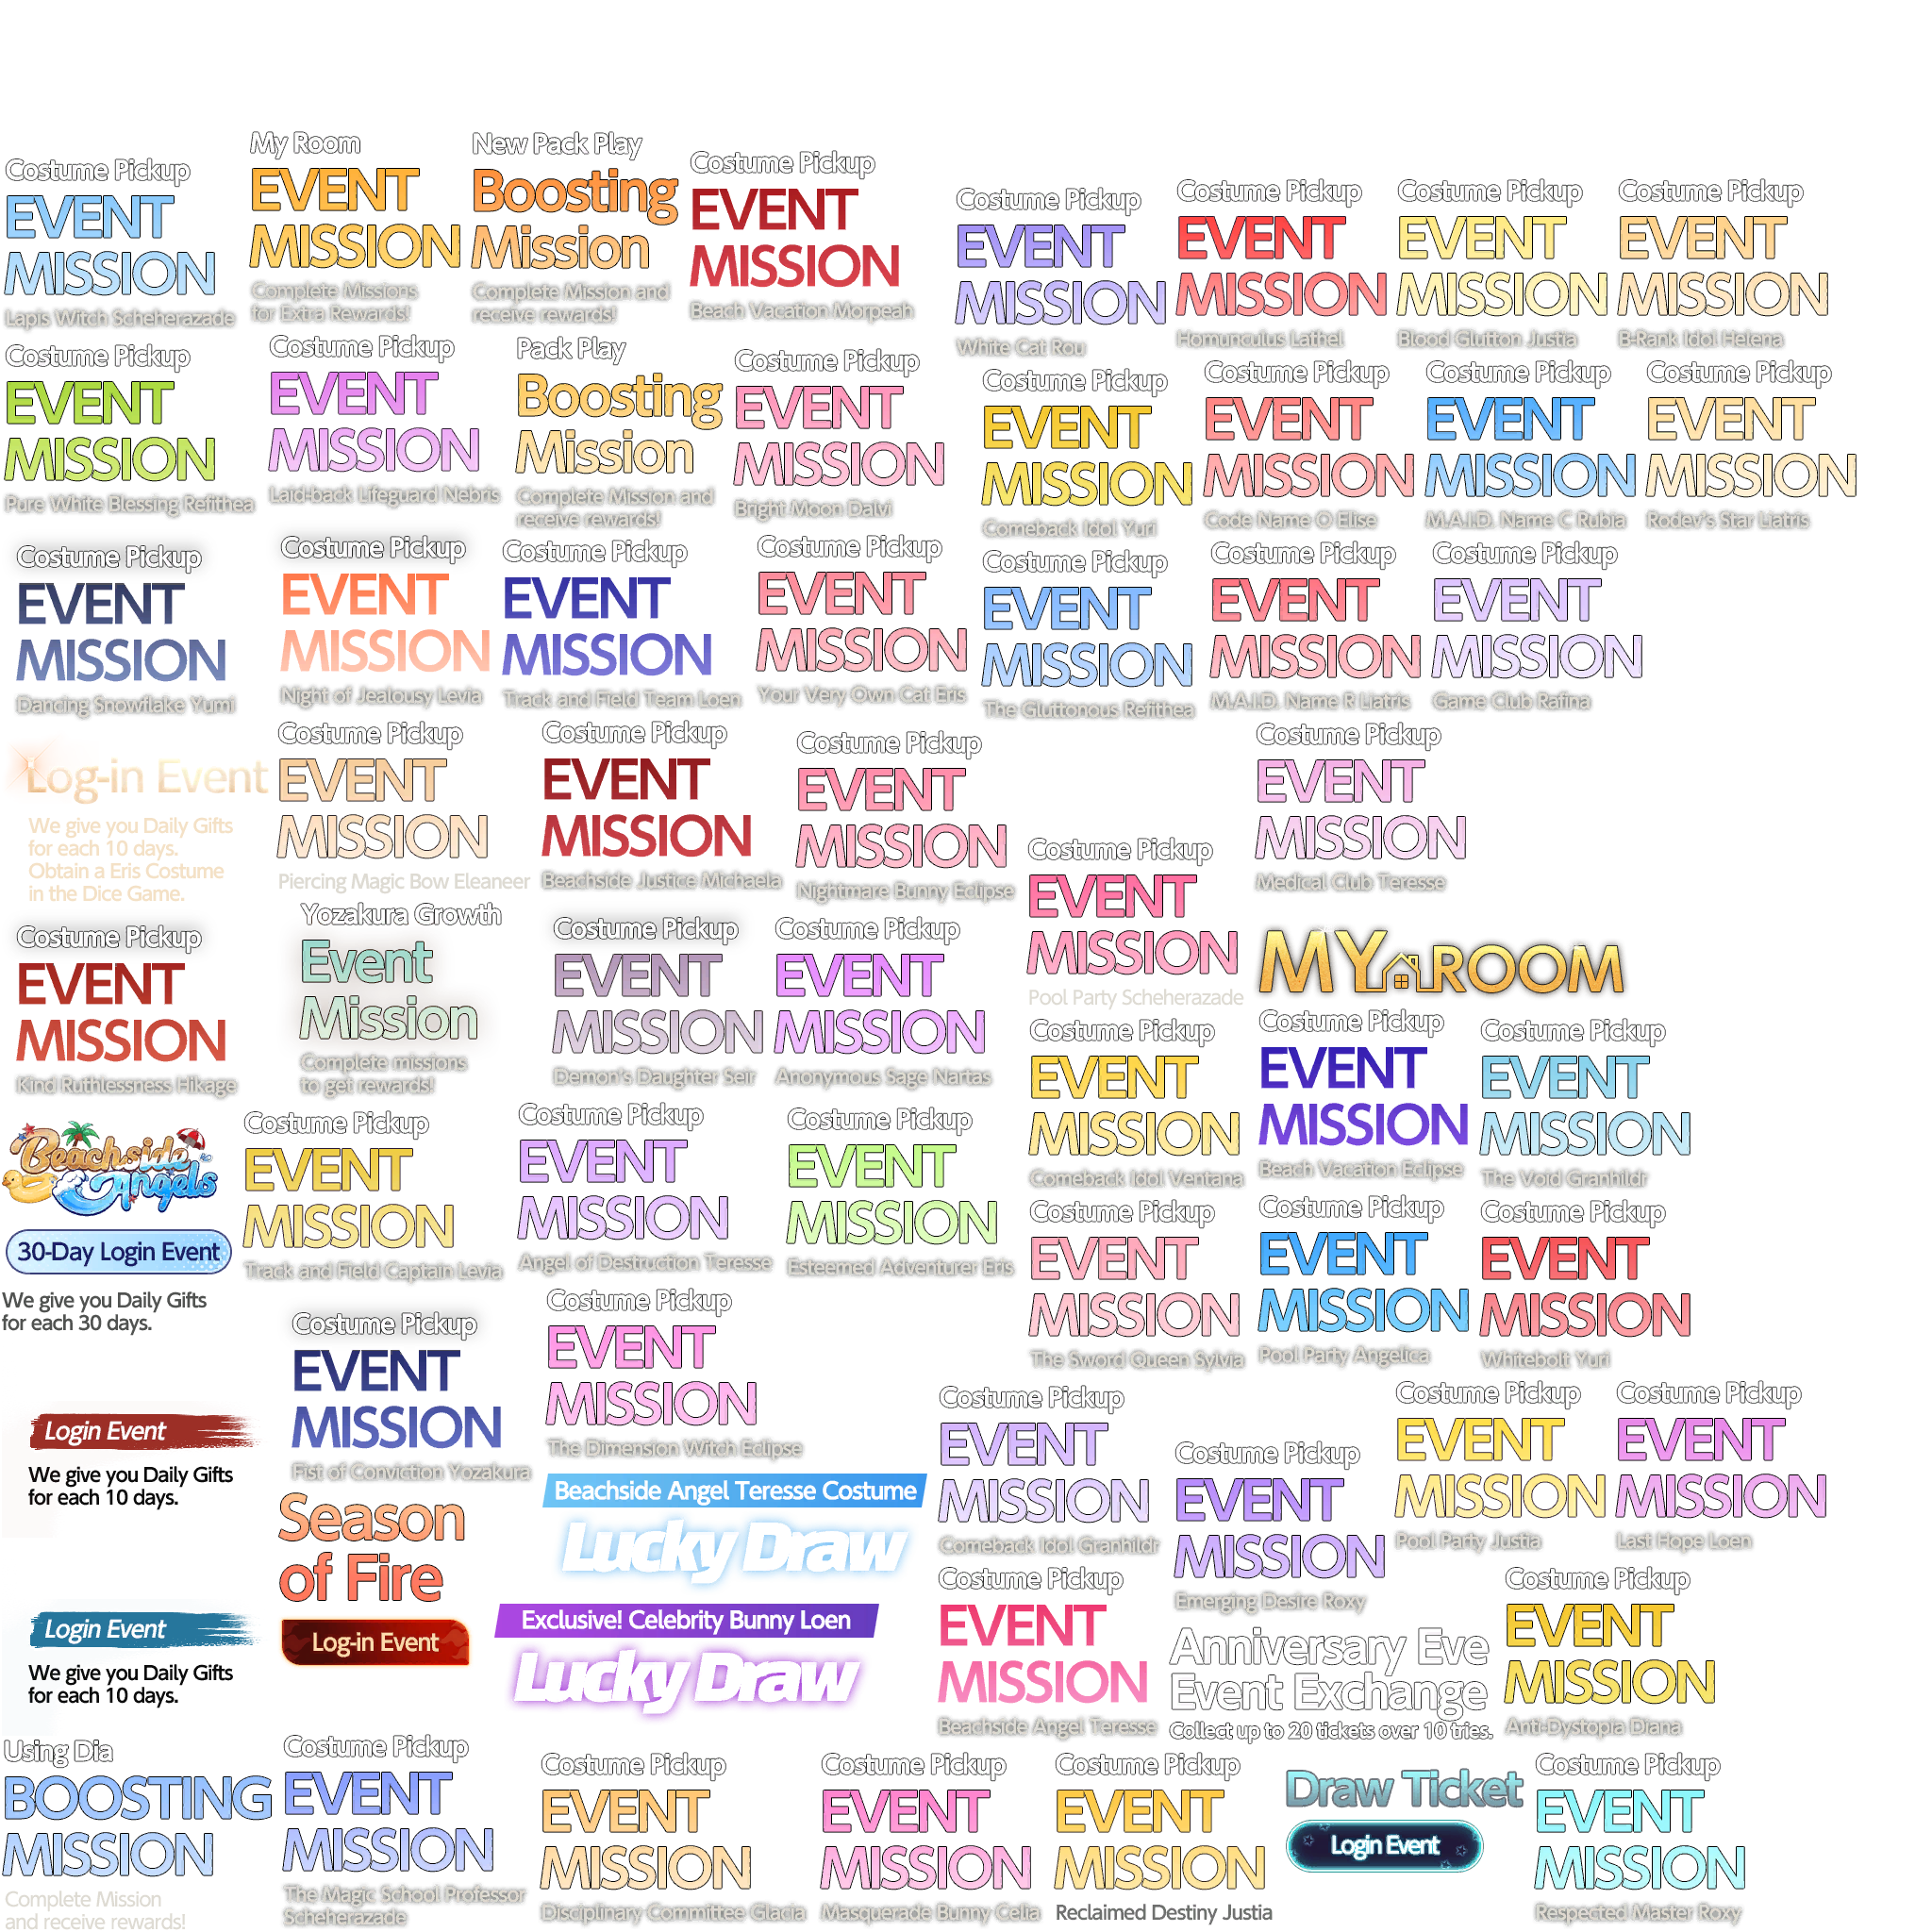 My Room
EVENT
MISSION
Complete Missions
for Extra Rewards!
New Pack Play
Boosting
Mission
Complete Mission and
receive rewards!
Costume Pickup
EVENT
MISSION
Lapis Witch Scheherazade
Costume Pickup
EVENT
MISSION
Beach Vacation Morpeah
Costume Pickup
EVENT
MISSION
White Cat Rou
Costume Pickup
EVENT
MISSION
Homunculus Lathel
Costume Pickup
EVENT
MISSION
Blood Glutton Justia
Costume Pickup
EVENT
MISSION
B-Rank Idol Helena
Costume Pickup
EVENT
MISSION
Pure White Blessing Refithea
Costume Pickup
EVENT
MISSION
Laid-back Lifeguard Nebris
Pack Play
Boosting
Mission
Complete Mission and
receive rewards!
Costume Pickup
EVENT
MISSION
Bright Moon Dalvi
Costume Pickup
EVENT
MISSION
Comeback Idol Yuri
Costume Pickup
EVENT
MISSION
Code Name O Elise
Costume Pickup
EVENT
MISSION
M.A.I.D. Name C Rubia
Costume Pickup
EVENT
MISSION
Rodev's Star Liatris
Costume Pickup
EVENT
MISSION
Dancing Snowflake Yumi
Costume Pickup
EVENT
MISSION
Night of Jealousy Levia
Costume Pickup
EVENT
MISSION
Track and Field Team Loen
Costume Pickup
EVENT
MISSION
Your Very Own Cat Eris
Costume Pickup
EVENT
MISSION
The Gluttonous Refithea
Costume Pickup
EVENT
MISSION
M.A.I.D. Name R Liatris
Costume Pickup
EVENT
MISSION
Game Club Rafina
Log-in Event
We give you Daily Gifts
for each 10 days.
Obtain a Eris Costume
in the Dice Game.
Costume Pickup
EVENT
MISSION
Piercing Magic Bow Eleaneer
Costume Pickup
EVENT
MISSION
Beachside Justice Michaela
Costume Pickup
EVENT
MISSION
Nightmare Bunny Eclipse
Costume Pickup
EVENT
MISSION
Pool Party Scheherazade
Costume Pickup
EVENT
MISSION
Medical Club Teresse
Costume Pickup
EVENT
MISSION
Kind Ruthlessness Hikage
Yozakura Growth
Event
Mission
Complete missions
to get rewards!
Costume Pickup
EVENT
MISSION
Demon's Daughter Seir
Costume Pickup
EVENT
MISSION
Anonymous Sage Nartas
MY ROOM
Costume Pickup
EVENT
MISSION
Comeback Idol Ventana
Costume Pickup
EVENT
MISSION
Beach Vacation Eclipse
Costume Pickup
EVENT
MISSION
The Void Granhildr
Beachside
Angels
30-Day Login Event
We give you Daily Gifts
for each 30 days.
Costume Pickup
EVENT
MISSION
Track and Field Captain Levia
Costume Pickup
EVENT
MISSION
Angel of Destruction Teresse
Costume Pickup
EVENT
MISSION
Esteemed Adventurer Eris
Costume Pickup
EVENT
MISSION
The Sword Queen Sylvia
Costume Pickup
EVENT
MISSION
Pool Party Angelica
Costume Pickup
EVENT
MISSION
Whitebolt Yuri
Login Event
We give you Daily Gifts
for each 10 days.
Costume Pickup
EVENT
MISSION
Fist of Conviction Yozakura
Costume Pickup
EVENT
MISSION
The Dimension Witch Eclipse
Beachside Angel Teresse Costume
Lucky Draw
Costume Pickup
EVENT
MISSION
Comeback Idol Granhildr
Costume Pickup
EVENT
MISSION
Emerging Desire Roxy
Costume Pickup
EVENT
MISSION
Pool Party Justia
Costume Pickup
EVENT
MISSION
Last Hope Loen
Login Event
We give you Daily Gifts
for each 10 days.
Season
of Fire
Log-in Event
Exclusive! Celebrity Bunny Loen
Lucky Draw
Costume Pickup
EVENT
MISSION
Beachside Angel Teresse
Anniversary Eve
Event Exchange
Collect up to 20 tickets over 10 tries.
Costume Pickup
EVENT
MISSION
Anti-Dystopia Diana
Using Dia
BOOSTING
MISSION
Complete Mission
and receive rewards!
Costume Pickup
EVENT
MISSION
The Magic School Professor
Scheherazade
Costume Pickup
EVENT
MISSION
Disciplinary Committee Glacia
Costume Pickup
EVENT
MISSION
Masquerade Bunny Celia
Costume Pickup
EVENT
MISSION
Reclaimed Destiny Justia
Draw Ticket
Login Event
Costume Pickup
EVENT
MISSION
Respected Master Roxy